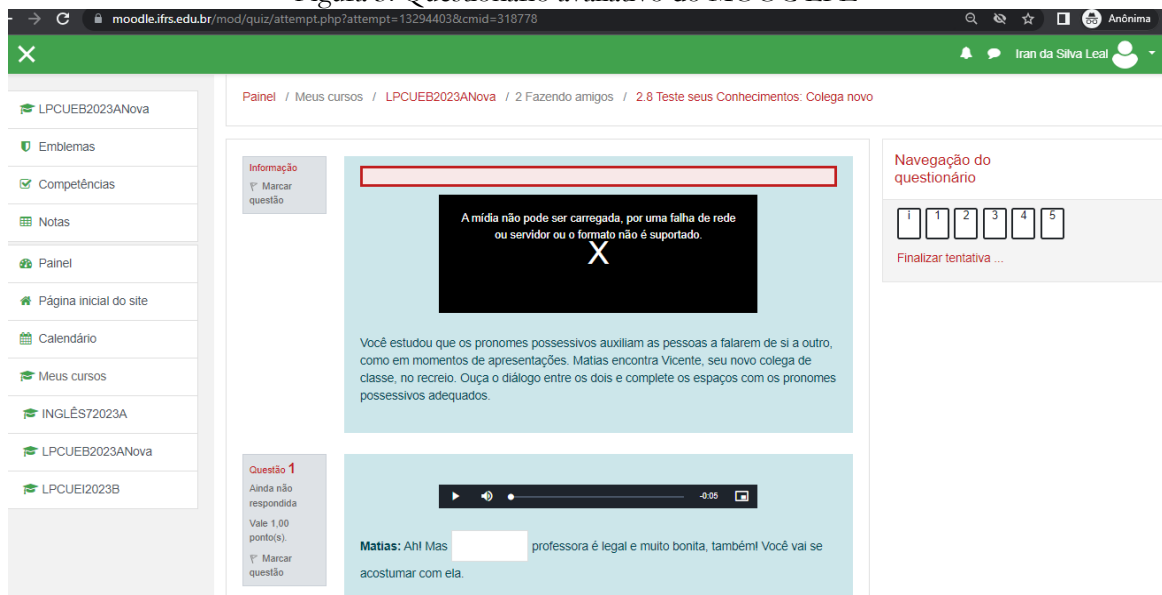 moodle.ifrs.edu.br/mod/quiz/attempt.php?attempt=13294403&cmid=318778
Anônima
Iran da Silva Leal
LPCUEB2023ANova
Emblemas
Competências
Notas
Painel
Página inicial do site
Calendário
Meus cursos
INGLÊS72023A
LPCUEB2023ANova
LPCUEI2023B
Painel / Meus cursos / LPCUEB2023ANova / 2 Fazendo amigos / 2.8 Teste seus Conhecimentos: Colega novo
Informação
Marcar
questão
A mídia não pode ser carregada, por uma falha de rede
ou servidor ou o formato não é suportado.
X
Você estudou que os pronomes possessivos auxiliam as pessoas a falarem de si a outro,
como em momentos de apresentações. Matias encontra Vicente, seu novo colega de
classe, no recreio. Ouça o diálogo entre os dois e complete os espaços com os pronomes
possessivos adequados.
Questão 1
Ainda não
respondida
Vale 1,00
ponto(s).
Marcar
questão
-0:05
Matias: Ah! Mas professora é legal e muito bonita, também! Você vai se
acostumar com ela.
Navegação do
questionário
i 1 2 3 4 5
Finalizar tentativa ...